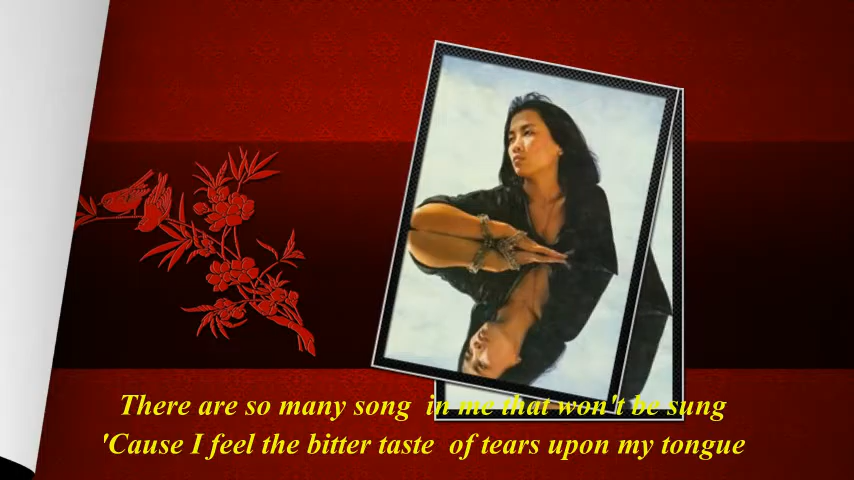 There are so many song in me that won't be sung
'Cause I feel the bitter taste of tears upon my tongue